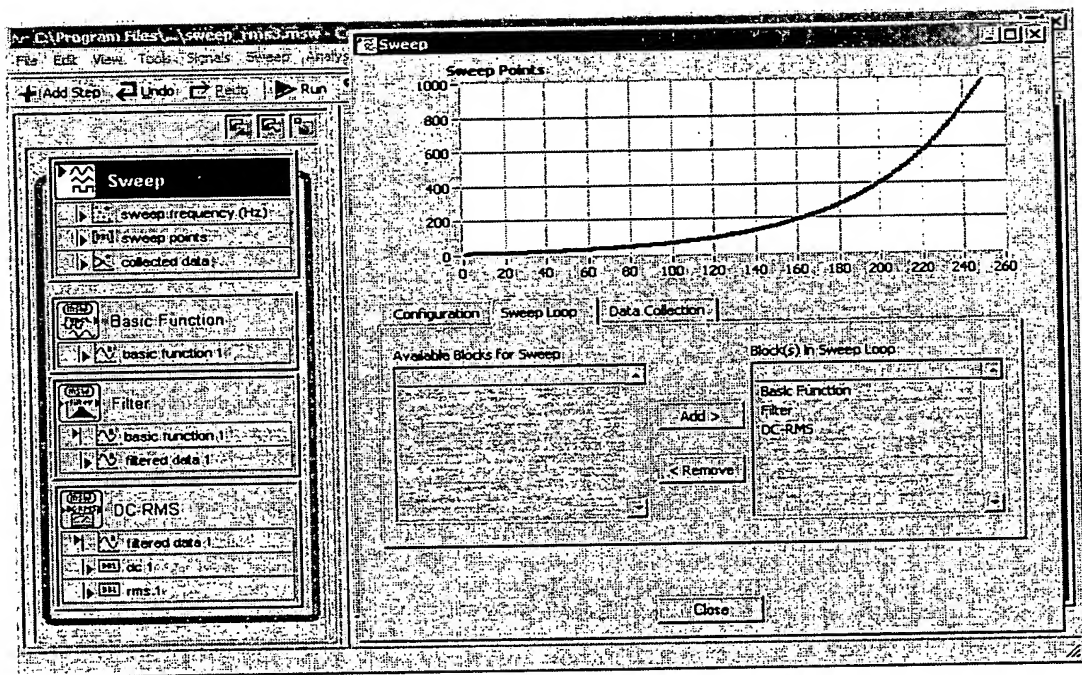 C:\Program Files\...\sweep_rms3.msw - C
File Edit View Tools Signals Sweep Analys
Add Step Undo Redo Run
Sweep
sweep frequency (Hz)
sweep points
collected data
Basic Function
basic function 1
Filter
basic function 1
filtered data 1
DC-RMS
filtered data 1
dc 1
rms 1
Sweep
Sweep Points
1000
800
600
400
200
0
0 20 40 60 80 100 120 140 160 180 200 220 240 260
Configuration Sweep Loop Data Collection
Available Blocks for Sweep
Block(s) in Sweep Loop
Basic Function
Filter
DC-RMS
Add >
< Remove
Close